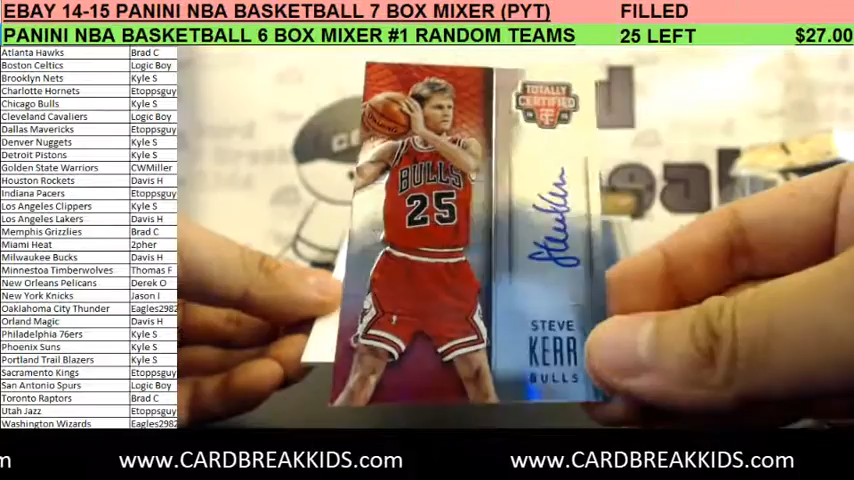 EBAY 14-15 PANINI NBA BASKETBALL 7 BOX MIXER (PYT) FILLED
PANINI NBA BASKETBALL 6 BOX MIXER #1 RANDOM TEAMS 25 LEFT $27.00
Atlanta Hawks Brad C
Boston Celtics Logic Boy
Brooklyn Nets Kyle S
Charlotte Hornets Etoppsguy
Chicago Bulls Kyle S
Cleveland Cavaliers Logic Boy
Dallas Mavericks Etoppsguy
Denver Nuggets Kyle S
Detroit Pistons Kyle S
Golden State Warriors CWMiller
Houston Rockets Davis H
Indiana Pacers Etoppsguy
Los Angeles Clippers Kyle S
Los Angeles Lakers Davis H
Memphis Grizzlies Brad C
Miami Heat 2pher
Milwaukee Bucks Davis H
Minnestoa Timberwolves Thomas F
New Orleans Pelicans Derek O
New York Knicks Jason I
Oaklahoma City Thunder Eagles2982
Orland Magic Davis H
Philadelphia 76ers Kyle S
Phoenix Suns Kyle S
Portland Trail Blazers Kyle S
Sacramento Kings Etoppsguy
San Antonio Spurs Logic Boy
Toronto Raptors Brad C
Utah Jazz Etoppsguy
Washington Wizards Eagles2982
TOTALLY
CERTIFIED
BULLS
25
STEVE
KERR
BULLS
www.CARDBREAKKIDS.com www.CARDBREAKKIDS.com